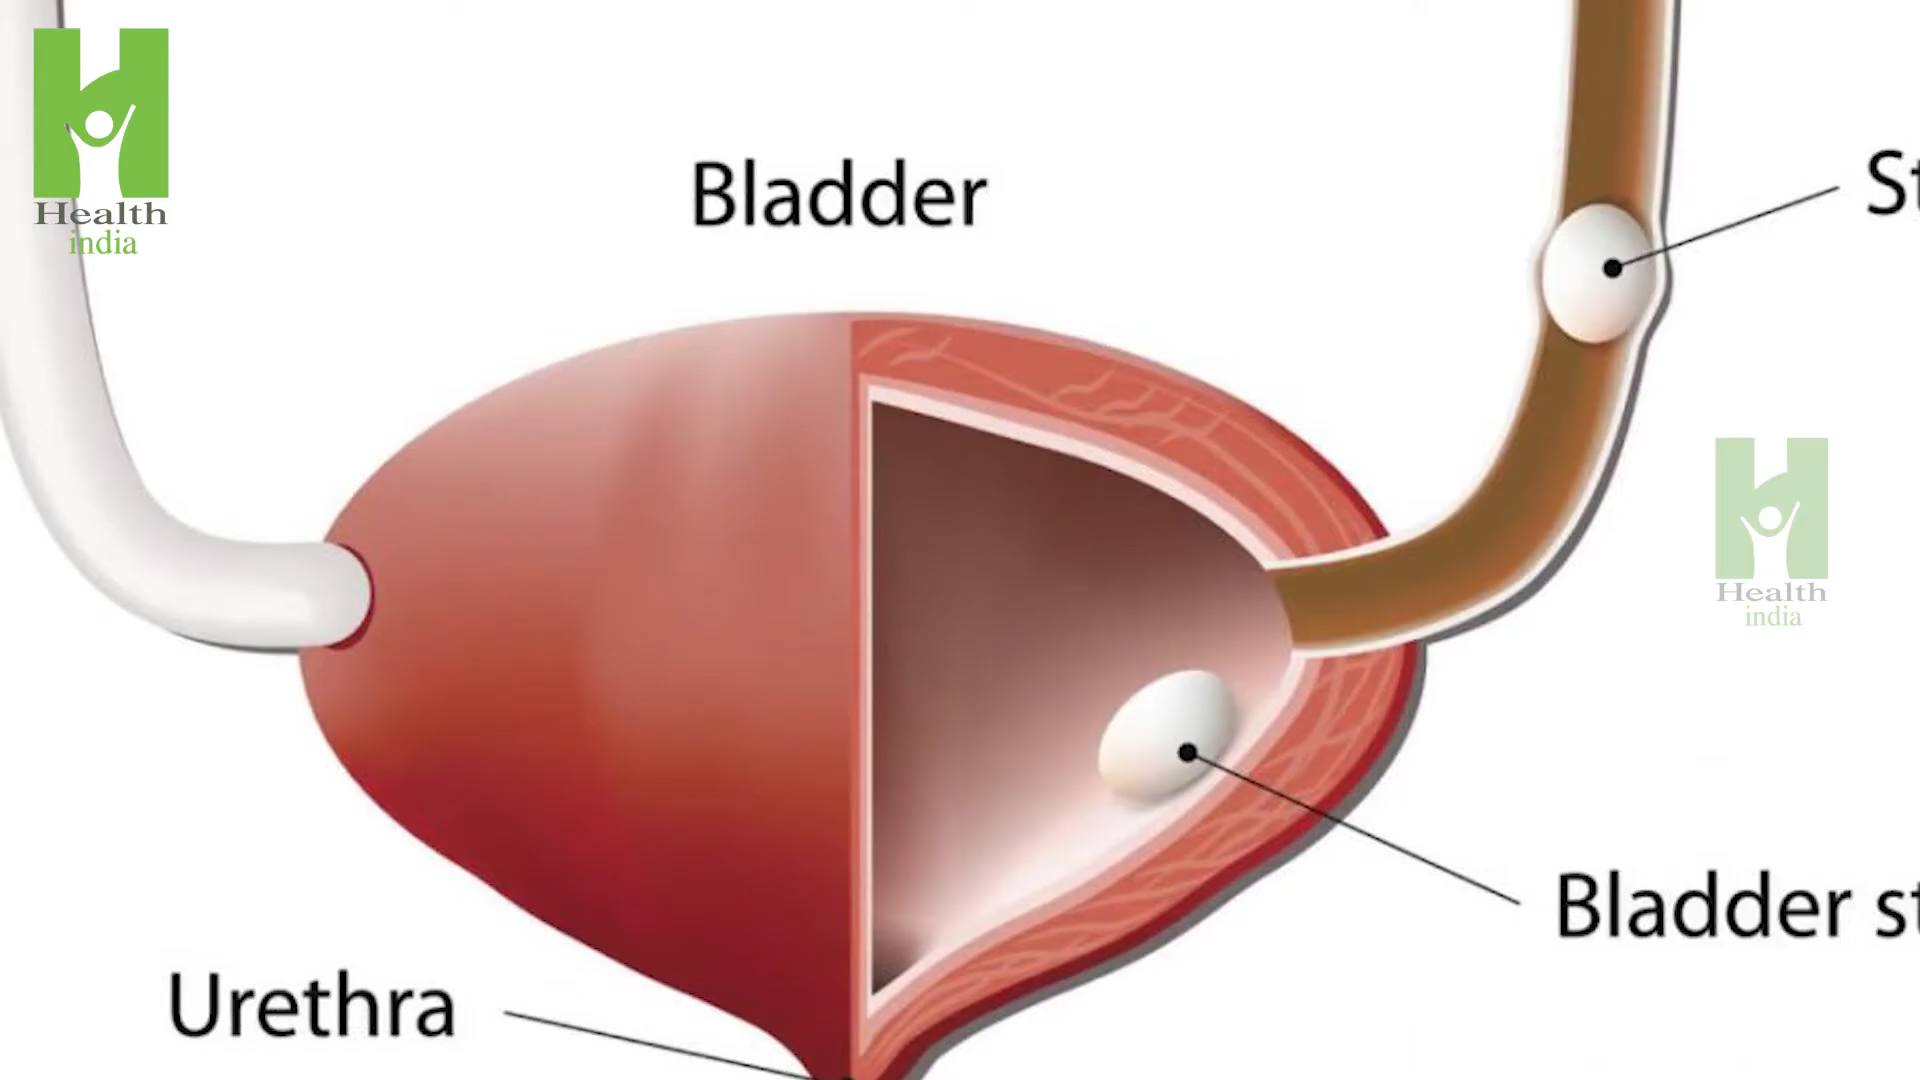 Health
india
Bladder
St
Health
india
Bladder st
Urethra